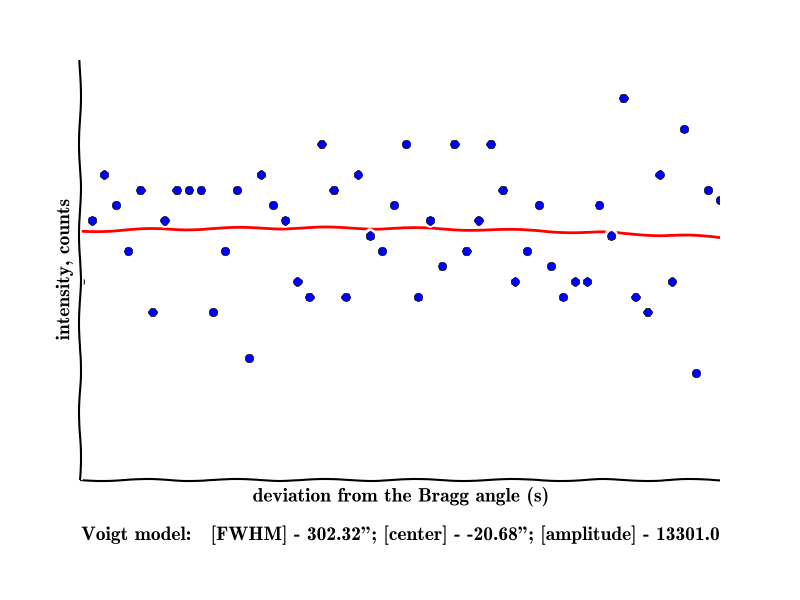 intensity, counts
deviation from the Bragg angle (s)
Voigt model: [FWHM] - 302.32”; [center] - -20.68”; [amplitude] - 13301.0